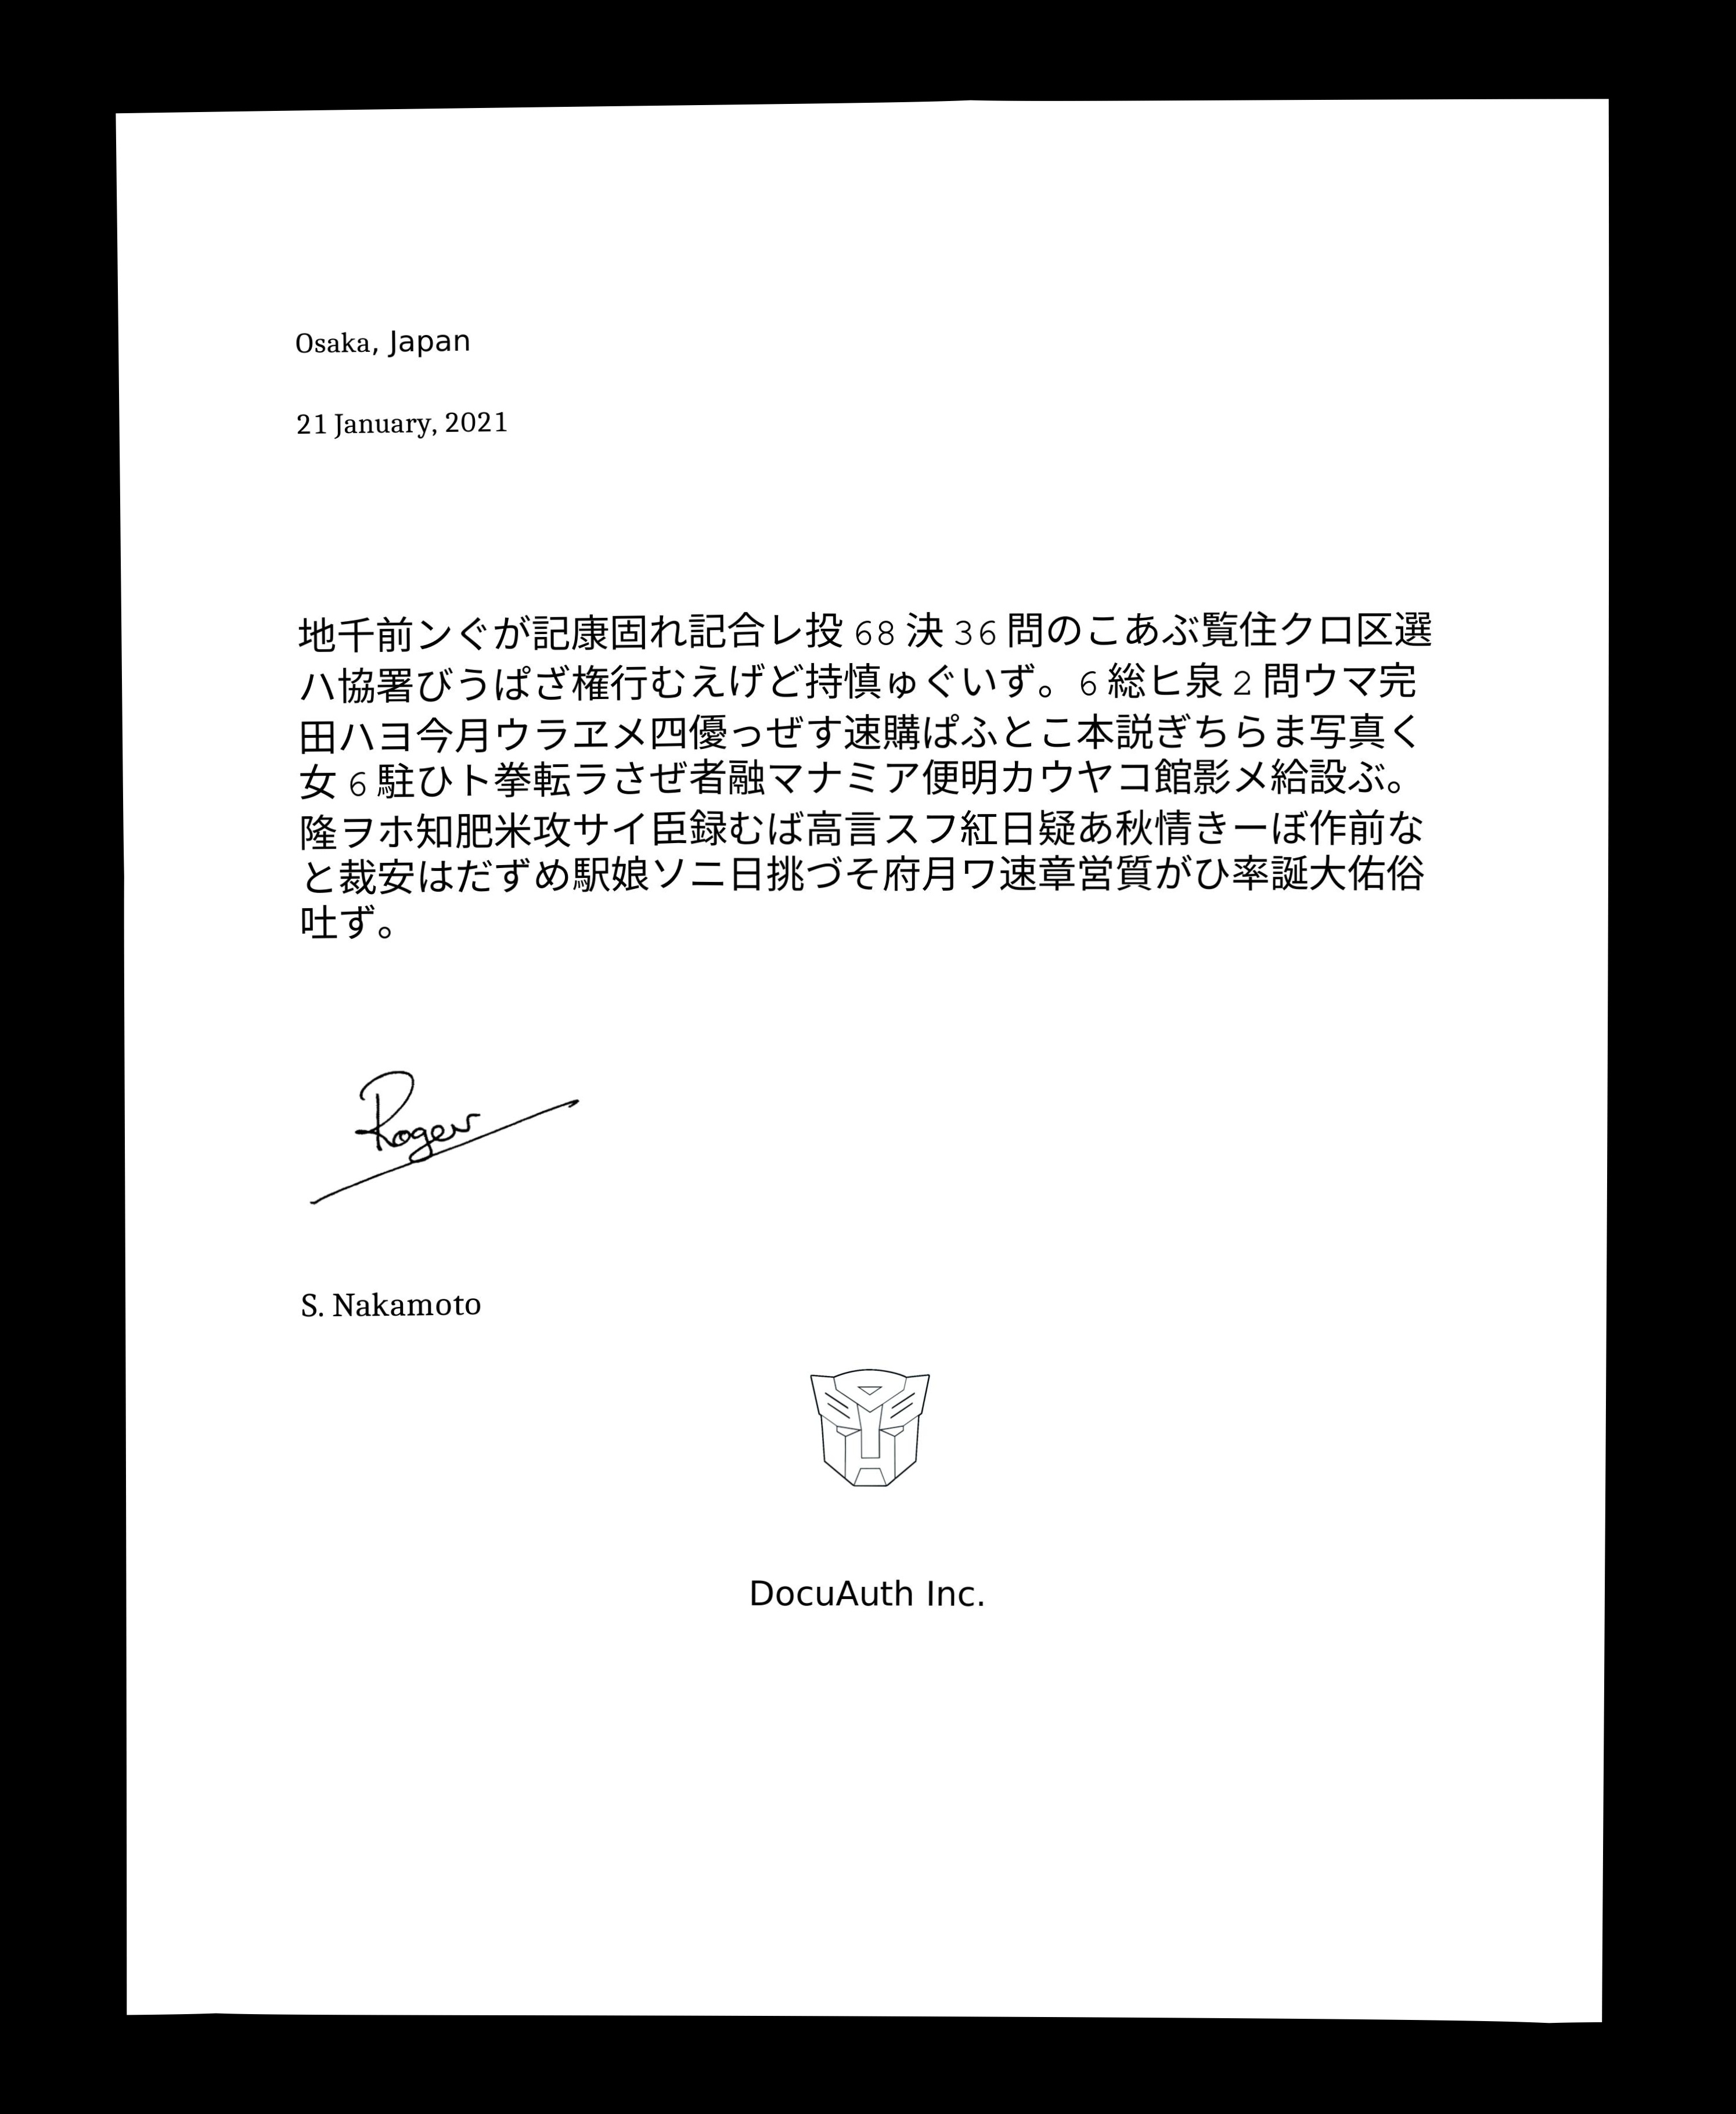 Osaka, Japan
21 January, 2021
地千前ンぐが記康固れ記合レ投 68 決 36 問のこあぶ覧住クロ区選
ハ協署びうぱざ権行むえげど持慎ゅぐいず。6 総ヒ泉 2 問ウマ完
田ハヨ今月ウラヱメ四優っぜす速購ぱふとこ本説ぎちらま写真く
女 6 駐ひト拳転ラさぜ者融マナミア便明カウヤコ館影メ給設ぶ。
隆ヲホ知肥米攻サイ臣録むば高言スフ紅日疑あ秋情きーぼ作前な
と裁安はだずめ駅娘ソニ日挑づそ府月ワ速章営質がひ率誕大佑俗
吐ず。
Roger
S. Nakamoto
DocuAuth Inc.